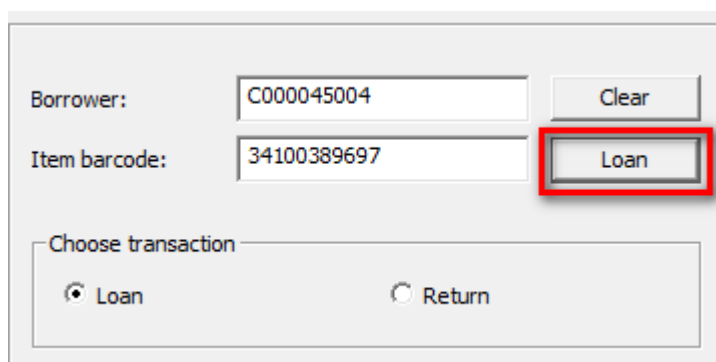 Borrower: C000045004 Clear
Item barcode: 34100389697 Loan
Choose transaction
Loan Return